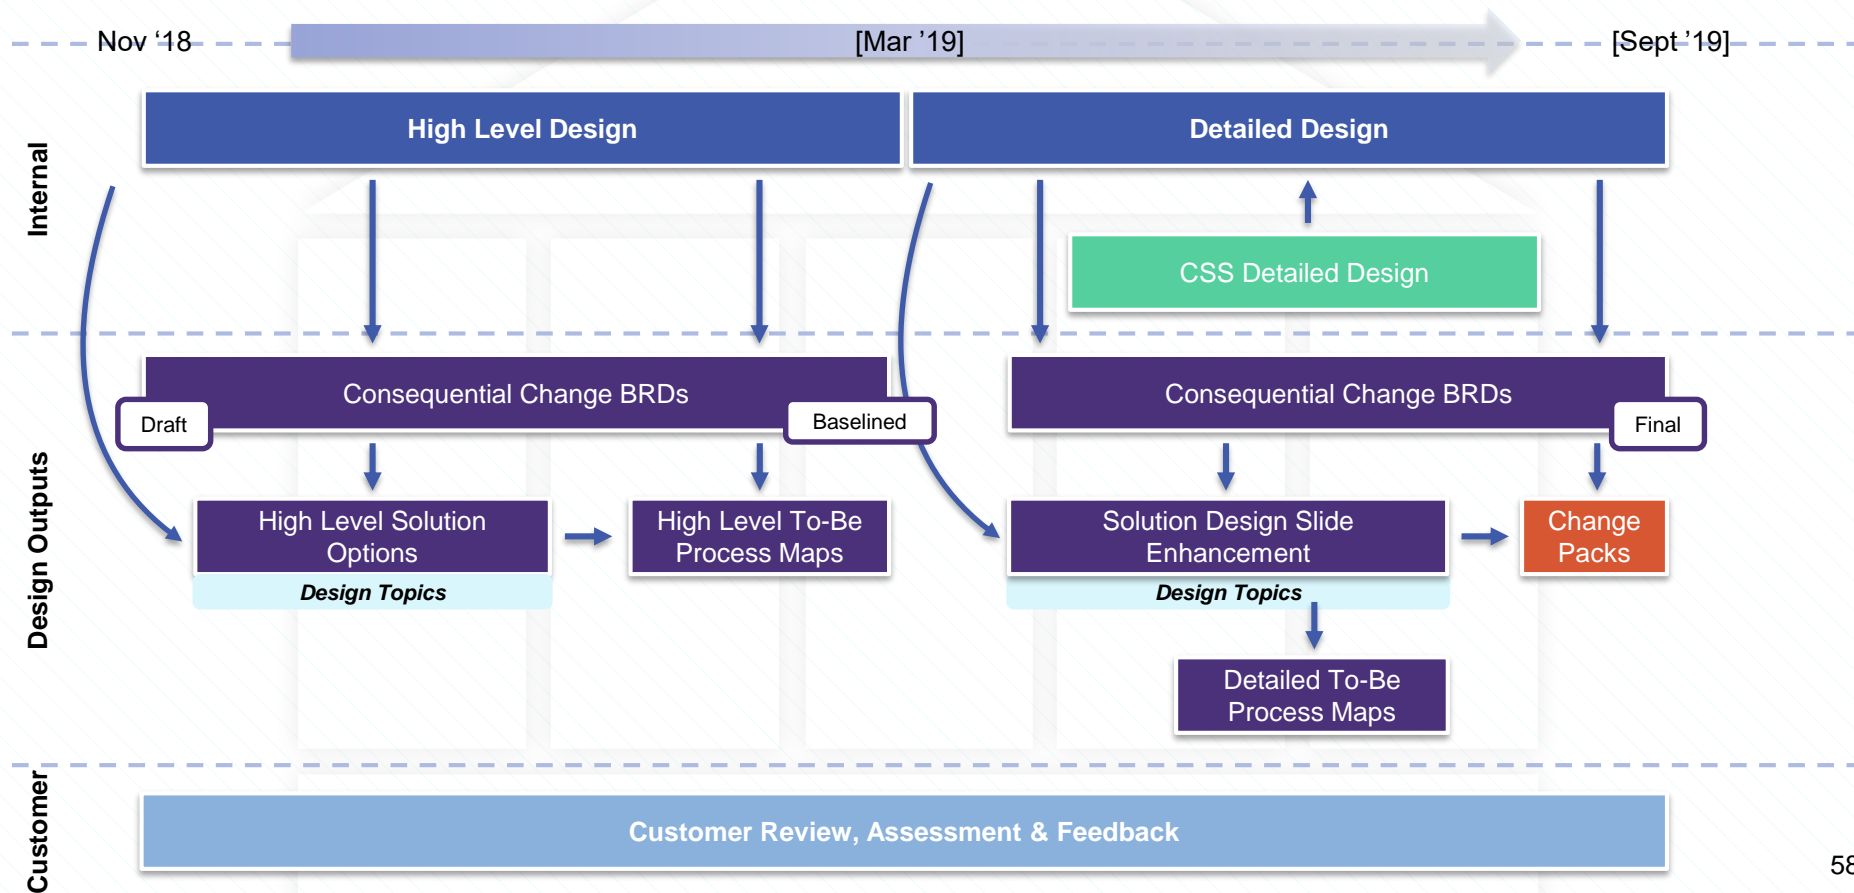 Nov ‘18
[Mar ’19]
[Sept ’19]
Internal
High Level Design
Detailed Design
CSS Detailed Design
Design Outputs
Consequential Change BRDs
Draft
Baselined
Consequential Change BRDs
Final
High Level Solution
Options
Design Topics
High Level To-Be
Process Maps
Solution Design Slide
Enhancement
Design Topics
Change
Packs
Detailed To-Be
Process Maps
Customer
Customer Review, Assessment & Feedback
58